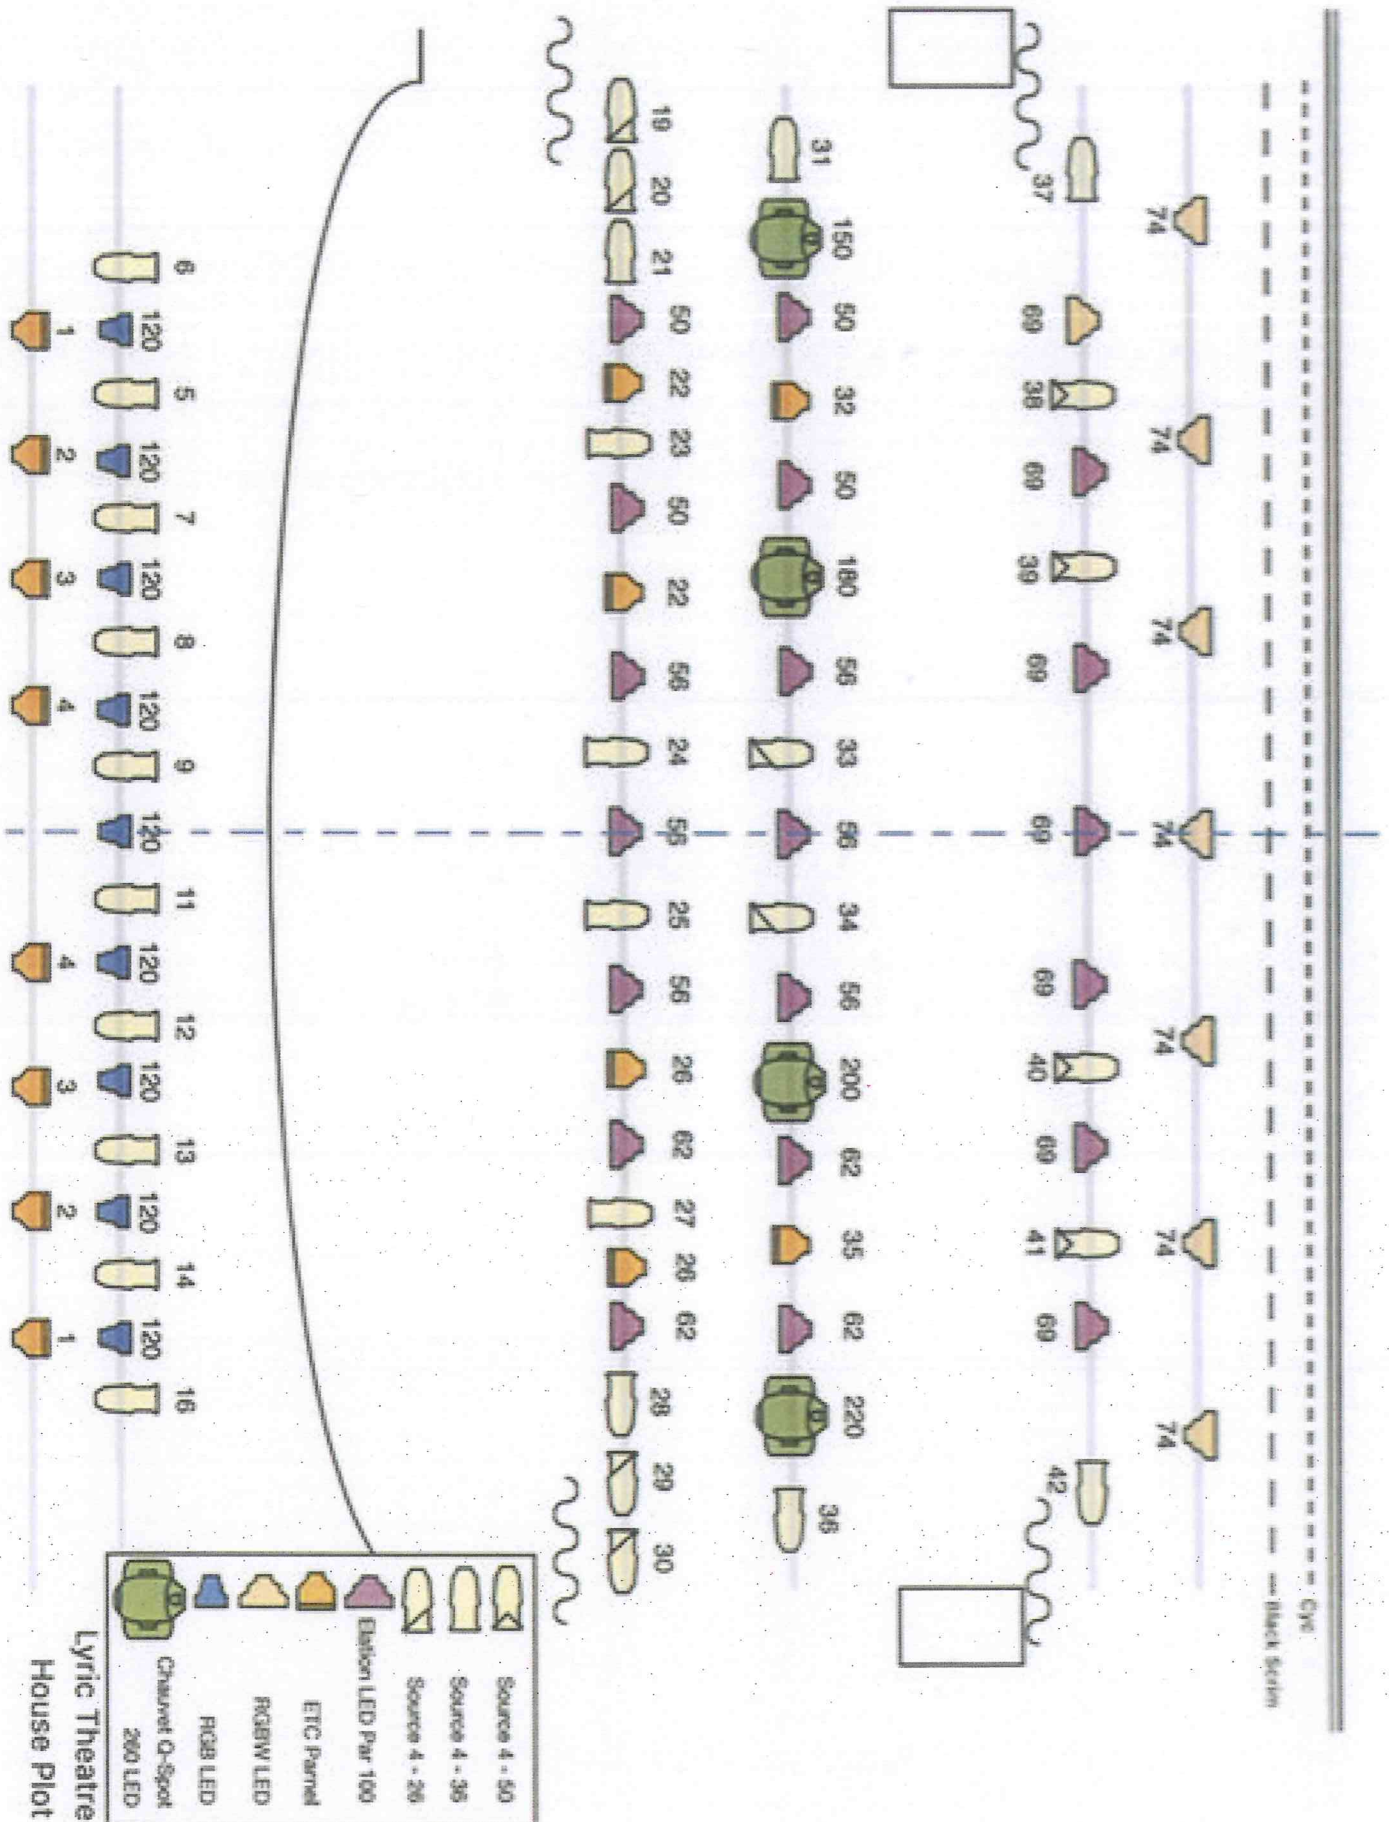 Cyc
Black Scrim
74 74 74 74 74 74 74
37 69 38 69 39 69 69 69 40 69 41 69 42
31 150 50 32 50 180 56 33 56 34 56 200 62 35 62 220 36
19 20 21 50 22 23 50 22 56 24 56 25 56 26 62 27 26 62 28 29 30
6 120 5 120 7 120 8 120 9 120 11 120 12 120 13 120 14 120 16
1 2 3 4 4 3 2 1
Source 4 - 50
Source 4 - 36
Source 4 - 26
Elation LED Par 100
ETC Parnel
RGBW LED
RGB LED
Chauvet Q-Spot
260 LED
Lyric Theatre
House Plot